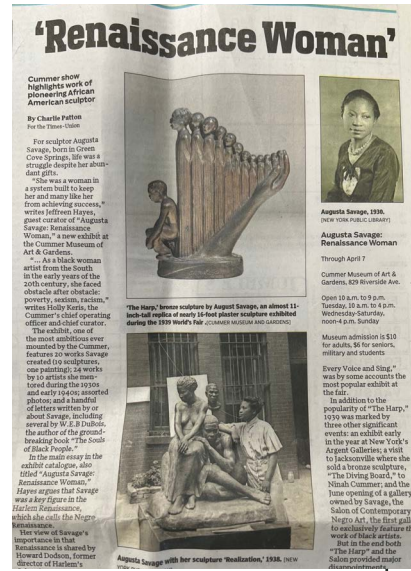 'Renaissance Woman'
Cummer show
highlights work of
pioneering African
American sculptor
By Charlie Patton
For the Times-Union
For sculptor Augusta
Savage, born in Green
Cove Springs, life was a
struggle despite her abun-
dant gifts.
"She was a woman in
a system built to keep
her and many like her
from achieving success,"
writes Jeffreen Hayes,
guest curator of "Augusta
Savage: Renaissance
Woman," a new exhibit at
the Cummer Museum of
Art & Gardens.
"... As a black woman
artist from the South
in the early years of the
20th century, she faced
obstacle after obstacle:
poverty, sexism, racism,"
writes Holly Keris, the
Cummer's chief operating
officer and chief curator.
The exhibit, one of
the most ambitious ever
mounted by the Cummer,
features 20 works Savage
created (19 sculptures,
one painting); 24 works
by 10 artists she men-
tored during the 1930s
and early 1940s; assorted
photos; and a handful
of letters written by or
about Savage, including
several by W.E.B DuBois,
the author of the ground-
breaking book "The Souls
of Black People."
In the main essay in the
exhibit catalogue, also
titled "Augusta Savage:
Renaissance Woman,"
Hayes argues that Savage
was a key figure in the
Harlem Renaissance,
which she calls the Negro
Renaissance.
Her view of Savage's
importance in that
Renaissance is shared by
Howard Dodson, former
director of Harlem's
'The Harp,' bronze sculpture by August Savage, an almost 11-
inch-tall replica of nearly 16-foot plaster sculpture exhibited
during the 1939 World's Fair. [CUMMER MUSEUM AND GARDENS]
Augusta Savage with her sculpture 'Realization,' 1938. [NEW
Augusta Savage, 1936.
[NEW YORK PUBLIC LIBRARY]
Augusta Savage:
Renaissance Woman
Through April 7
Cummer Museum of Art &
Gardens, 829 Riverside Ave.
Open 10 a.m. to 9 p.m.
Tuesday, 10 a.m. to 4 p.m.
Wednesday-Saturday,
noon-4 p.m. Sunday
Museum admission is $10
for adults, $6 for seniors,
military and students
Every Voice and Sing,"
was by some accounts the
most popular exhibit at
the fair.
In addition to the
popularity of "The Harp,"
1939 was marked by
three other significant
events: an exhibit early
in the year at New York's
Argent Galleries; a visit
to Jacksonville where she
sold a bronze sculpture,
"The Diving Board," to
Ninah Cummer; and the
June opening of a gallery
owned by Savage, the
Salon of Contemporary
Negro Art, the first gall
to exclusively feature th
work of black artists.
But in the end both
"The Harp" and the
Salon provided major
disappointments.